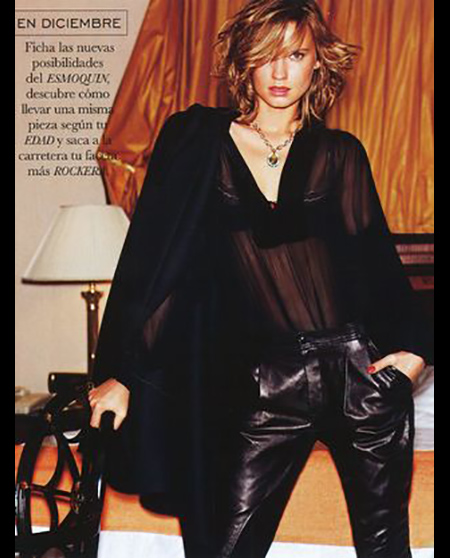 EN DICIEMBRE
Ficha las nuevas
posibilidades
del ESMOQUIN,
descubre cómo
llevar una misma
pieza según tu
EDAD y saca a la
carretera tu faceta
más ROCKERA.